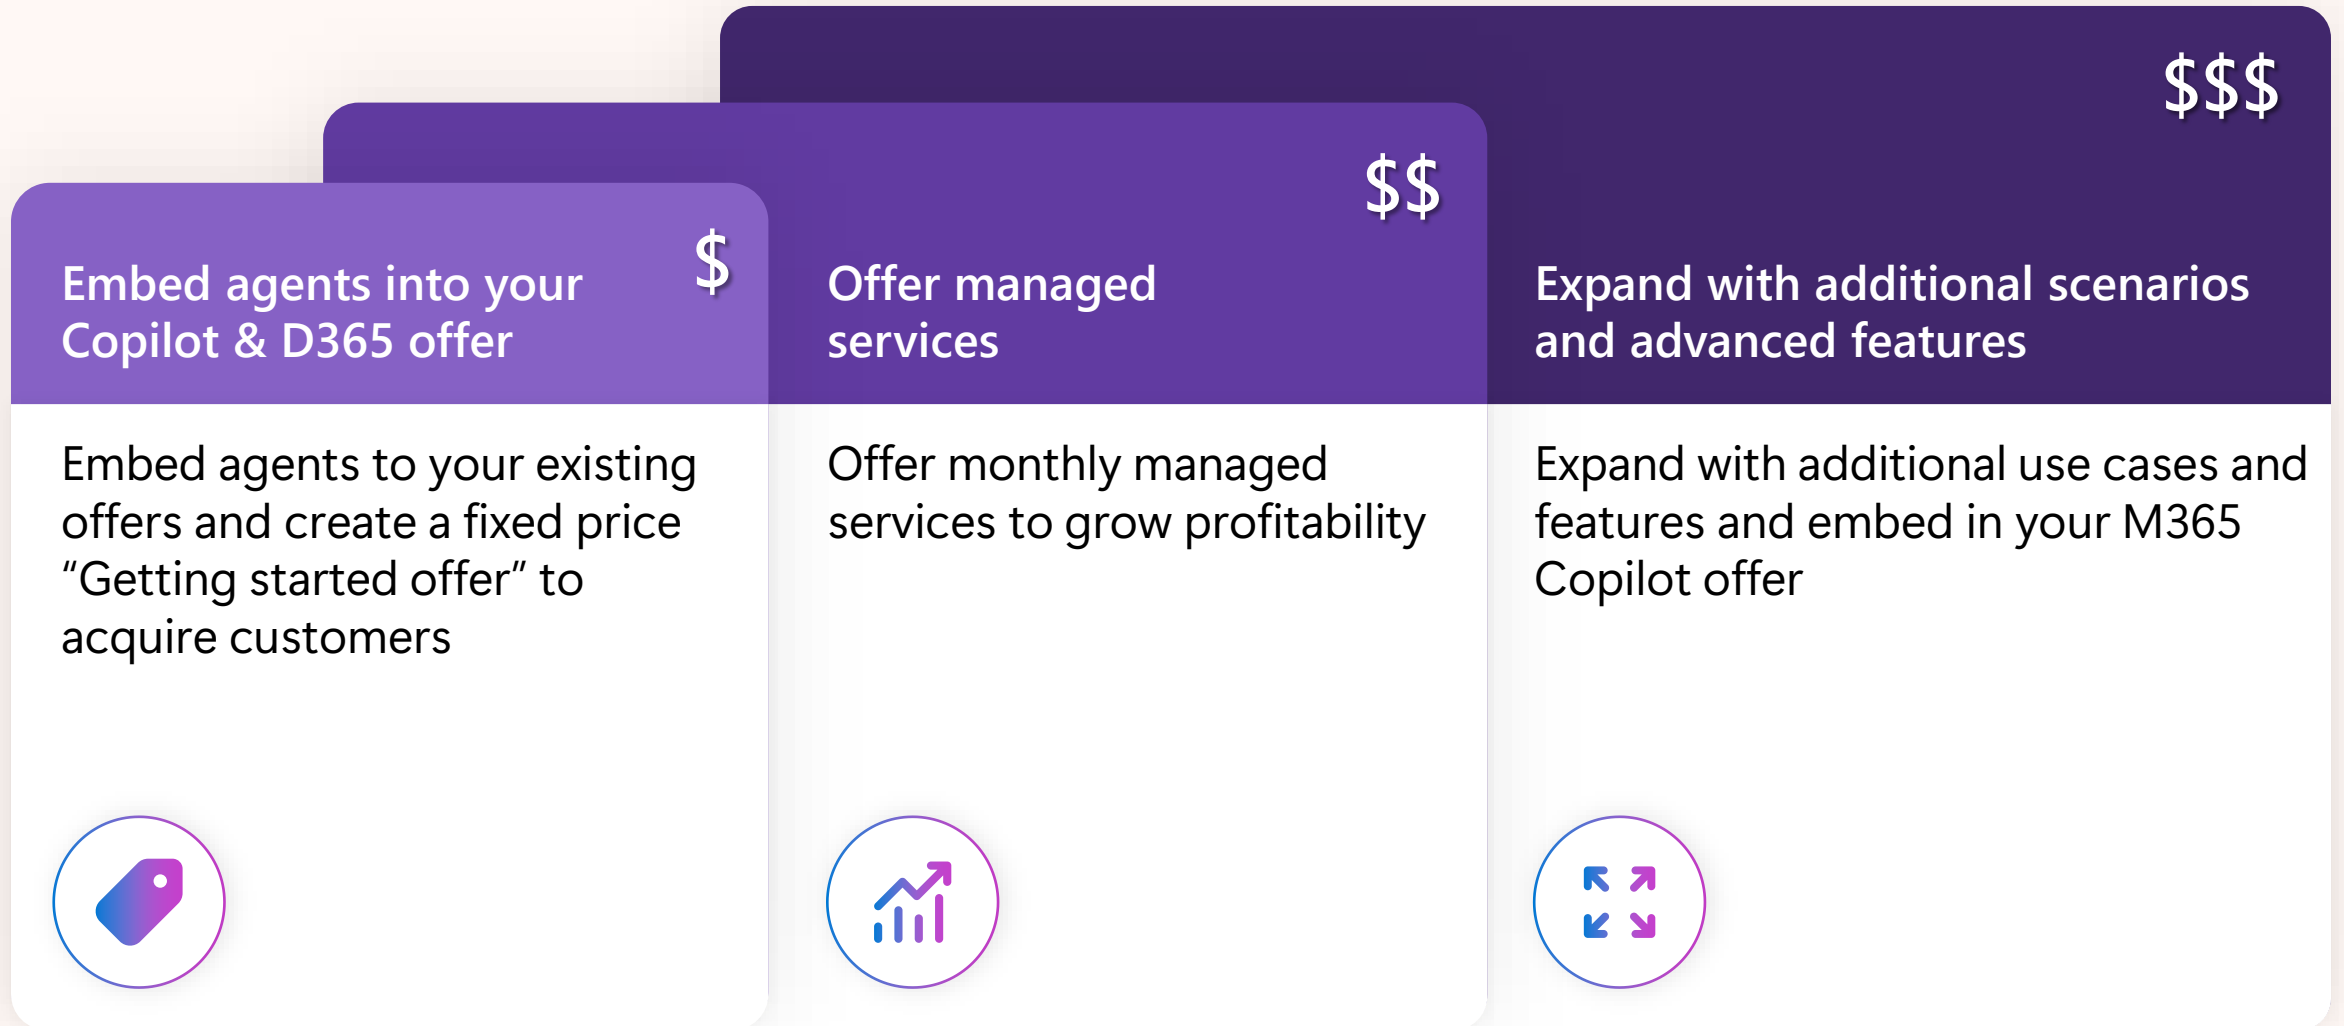 $$$
$$
$
Embed agents into your
Copilot & D365 offer
Offer managed
services
Expand with additional scenarios
and advanced features
Embed agents to your existing
offers and create a fixed price
“Getting started offer” to
acquire customers
Offer monthly managed
services to grow profitability
Expand with additional use cases and
features and embed in your M365
Copilot offer